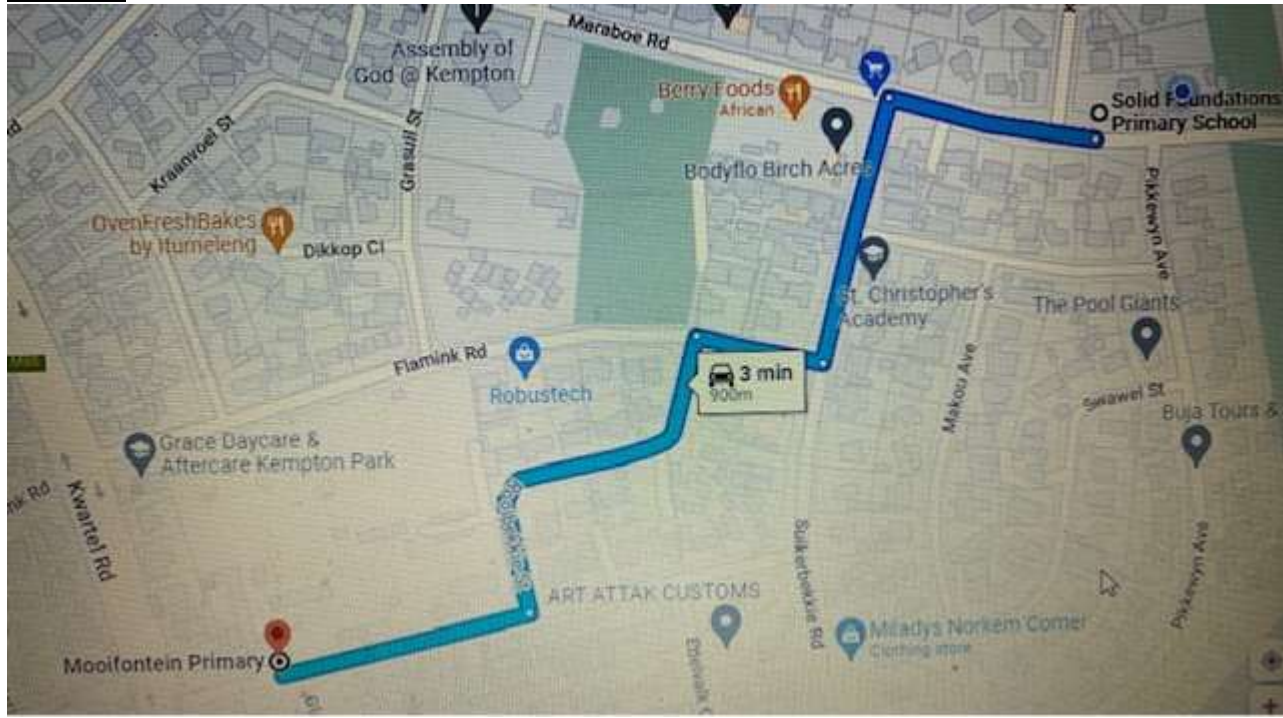 Maraboe Rd
Assembly of
God @ Kempton
Berry Foods
African
Solid Foundations
Primary School
Bodyflo Birch Acres
Kraanvoel St
Pikkewyn Ave
OvenFreshBakes
by Itumeleng
Dikkop Cl
St. Christopher's
Academy
The Pool Giants
Flamink Rd
3 min
900m
Robustech
Makou Ave
Swawel St
Buja Tours &
Grace Daycare &
Aftercare Kempton Park
Kwartel Rd
Suikerbekkie Rd
Pikkewyn Ave
ART ATTAK CUSTOMS
Miladys Norkem Corner
Clothing store
Mooifontein Primary